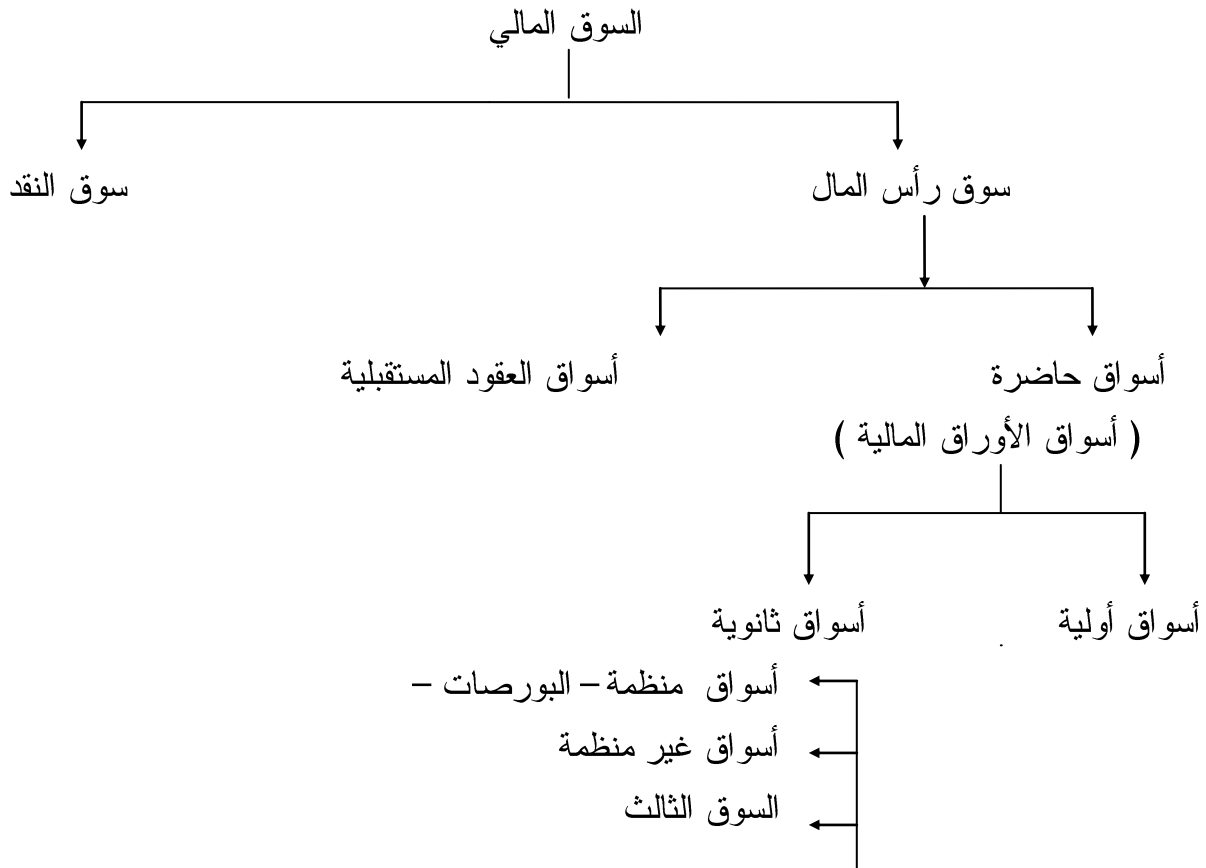 السوق المالي
سوق رأس المال
سوق النقد
أسواق حاضرة
أسواق العقود المستقبلية
( أسواق الأوراق المالية )
أسواق أولية
أسواق ثانوية
أسواق منظمة – البورصات –
أسواق غير منظمة
السوق الثالث